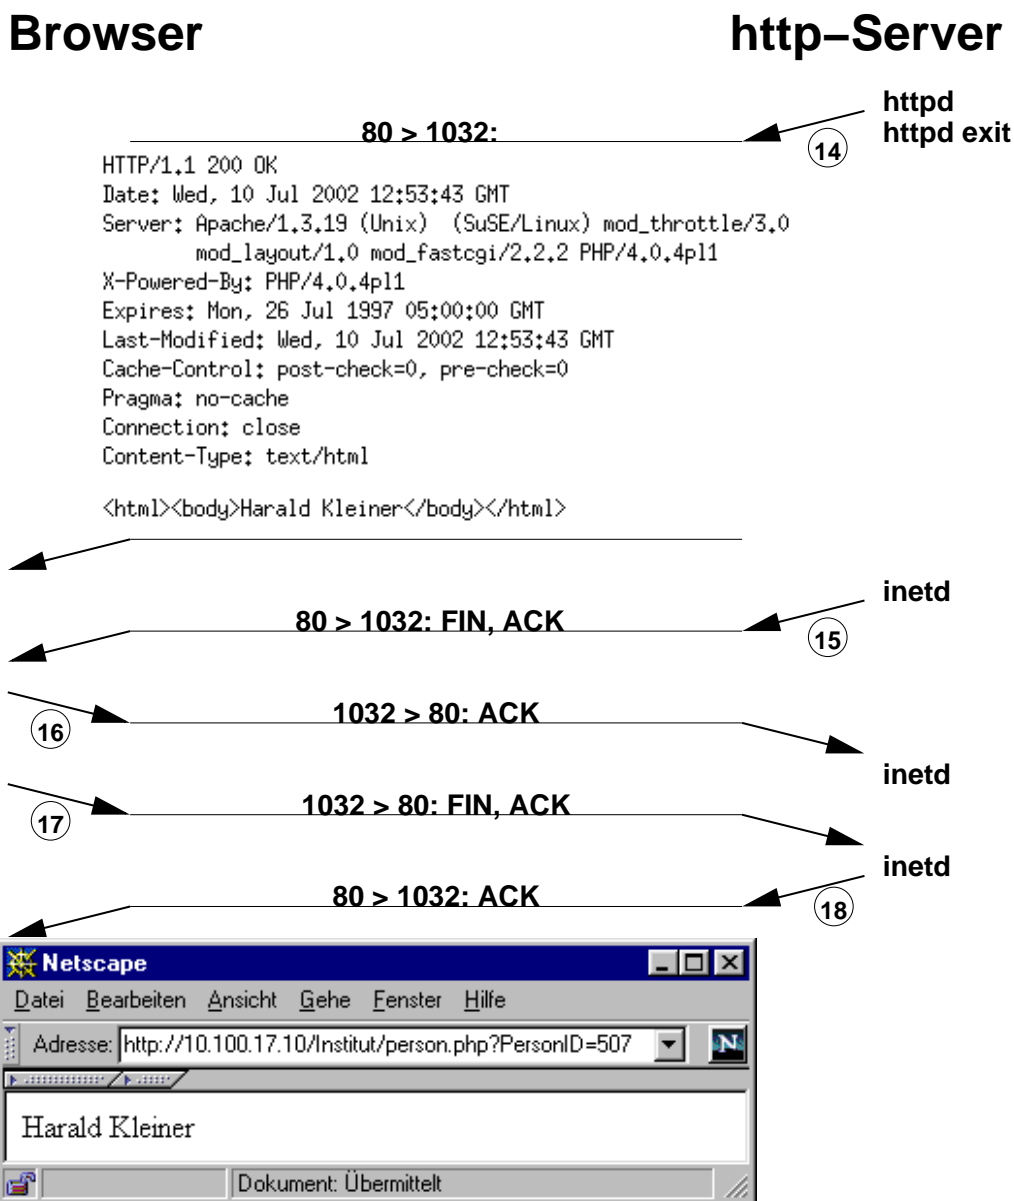 Browser http–Server
httpd
80 > 1032: httpd exit
14
HTTP/1.1 200 OK
Date: Wed, 10 Jul 2002 12:53:43 GMT
Server: Apache/1.3.19 (Unix)  (SuSE/Linux) mod_throttle/3.0
mod_layout/1.0 mod_fastcgi/2.2.2 PHP/4.0.4pl1
X-Powered-By: PHP/4.0.4pl1
Expires: Mon, 26 Jul 1997 05:00:00 GMT
Last-Modified: Wed, 10 Jul 2002 12:53:43 GMT
Cache-Control: post-check=0, pre-check=0
Pragma: no-cache
Connection: close
Content-Type: text/html
<html><body>Harald Kleiner</body></html>
inetd
80 > 1032: FIN, ACK
15
1032 > 80: ACK
16
inetd
1032 > 80: FIN, ACK
17
inetd
80 > 1032: ACK
18
Netscape
Datei Bearbeiten Ansicht Gehe Fenster Hilfe
Adresse: http://10.100.17.10/Institut/person.php?PersonID=507
N
Harald Kleiner
Dokument: Übermittelt